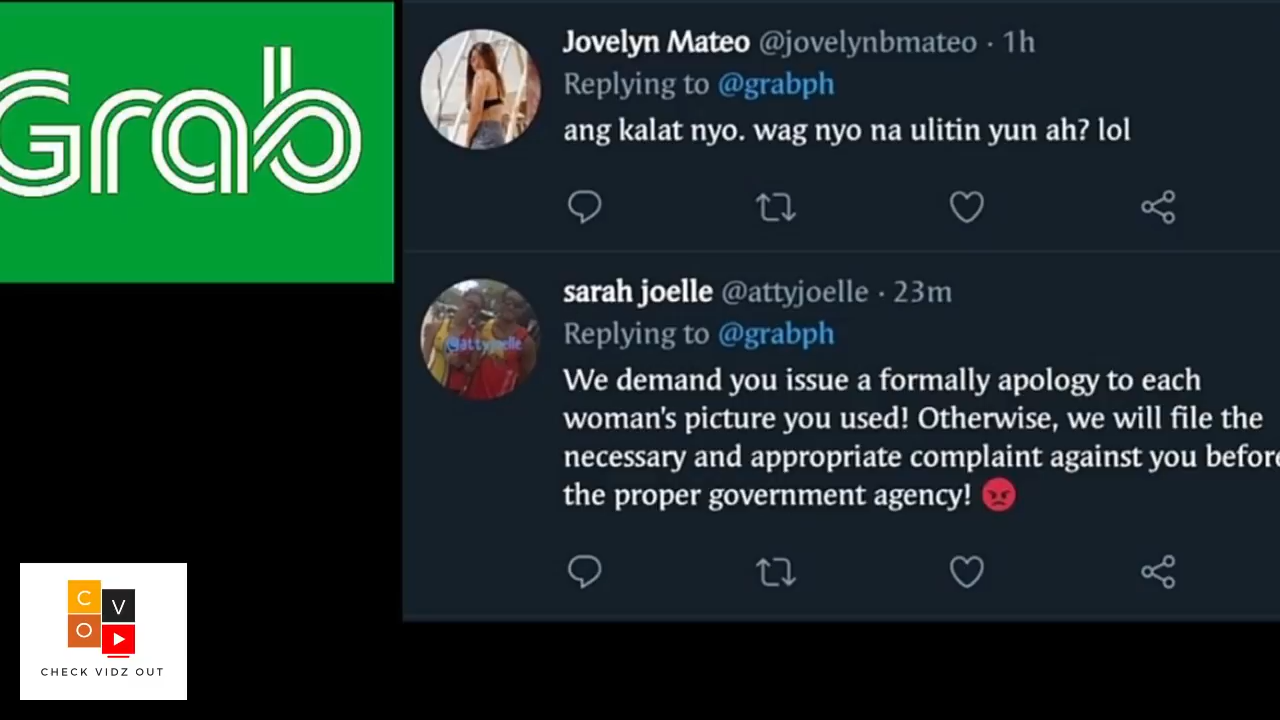 Grab
Jovelyn Mateo @jovelynbmateo · 1h
Replying to @grabph
ang kalat nyo. wag nyo na ulitin yun ah? lol
sarah joelle @attyjoelle · 23m
Replying to @grabph
@attyjoelle
We demand you issue a formally apology to each
woman's picture you used! Otherwise, we will file the
necessary and appropriate complaint against you before
the proper government agency! 😡
C V
O
CHECK VIDZ OUT